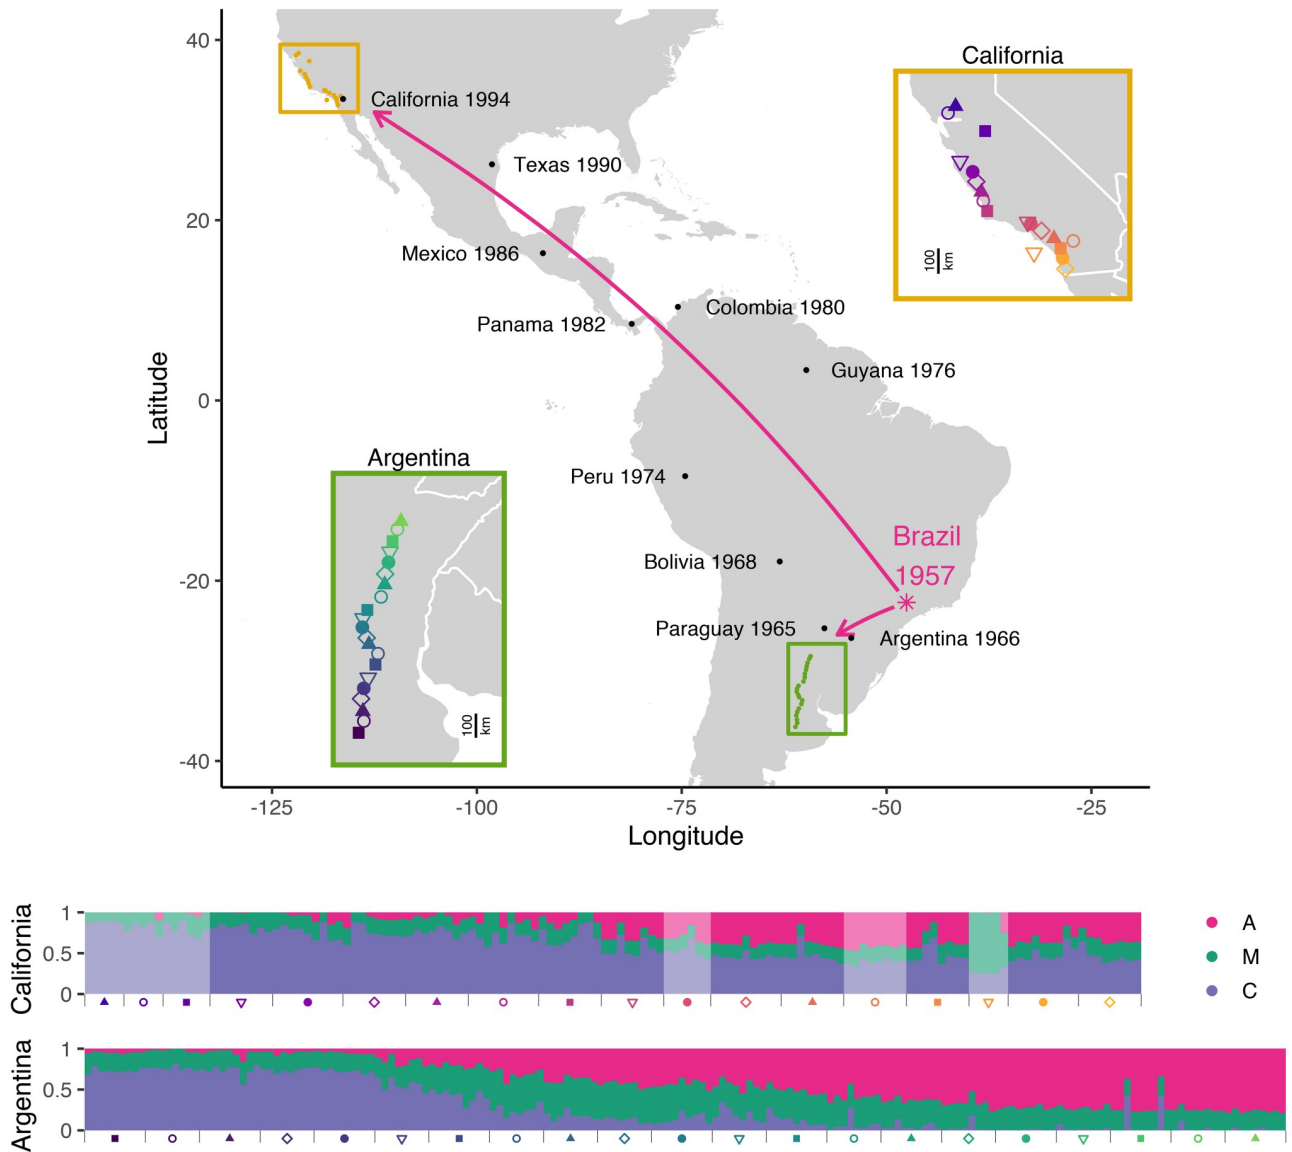 California
40
California 1994
Texas 1990
100
km
20
Mexico 1986
Colombia 1980
Panama 1982
Guyana 1976
Latitude
0
Argentina
Peru 1974
Brazil
1957
Bolivia 1968
-20
Paraguay 1965
Argentina 1966
100
km
-40
-125
-100
-75
-50
-25
Longitude
California
1
0.5
0
A
M
C
Argentina
1
0.5
0